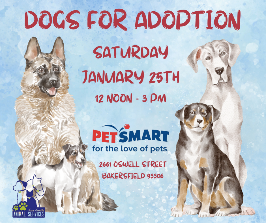 DOGS FOR ADOPTION
SATURDAY
JANUARY 25TH
12 NOON - 3 PM
PETSMART
for the love of pets
2661 OSWELL STREET
BAKERSFIELD 93306